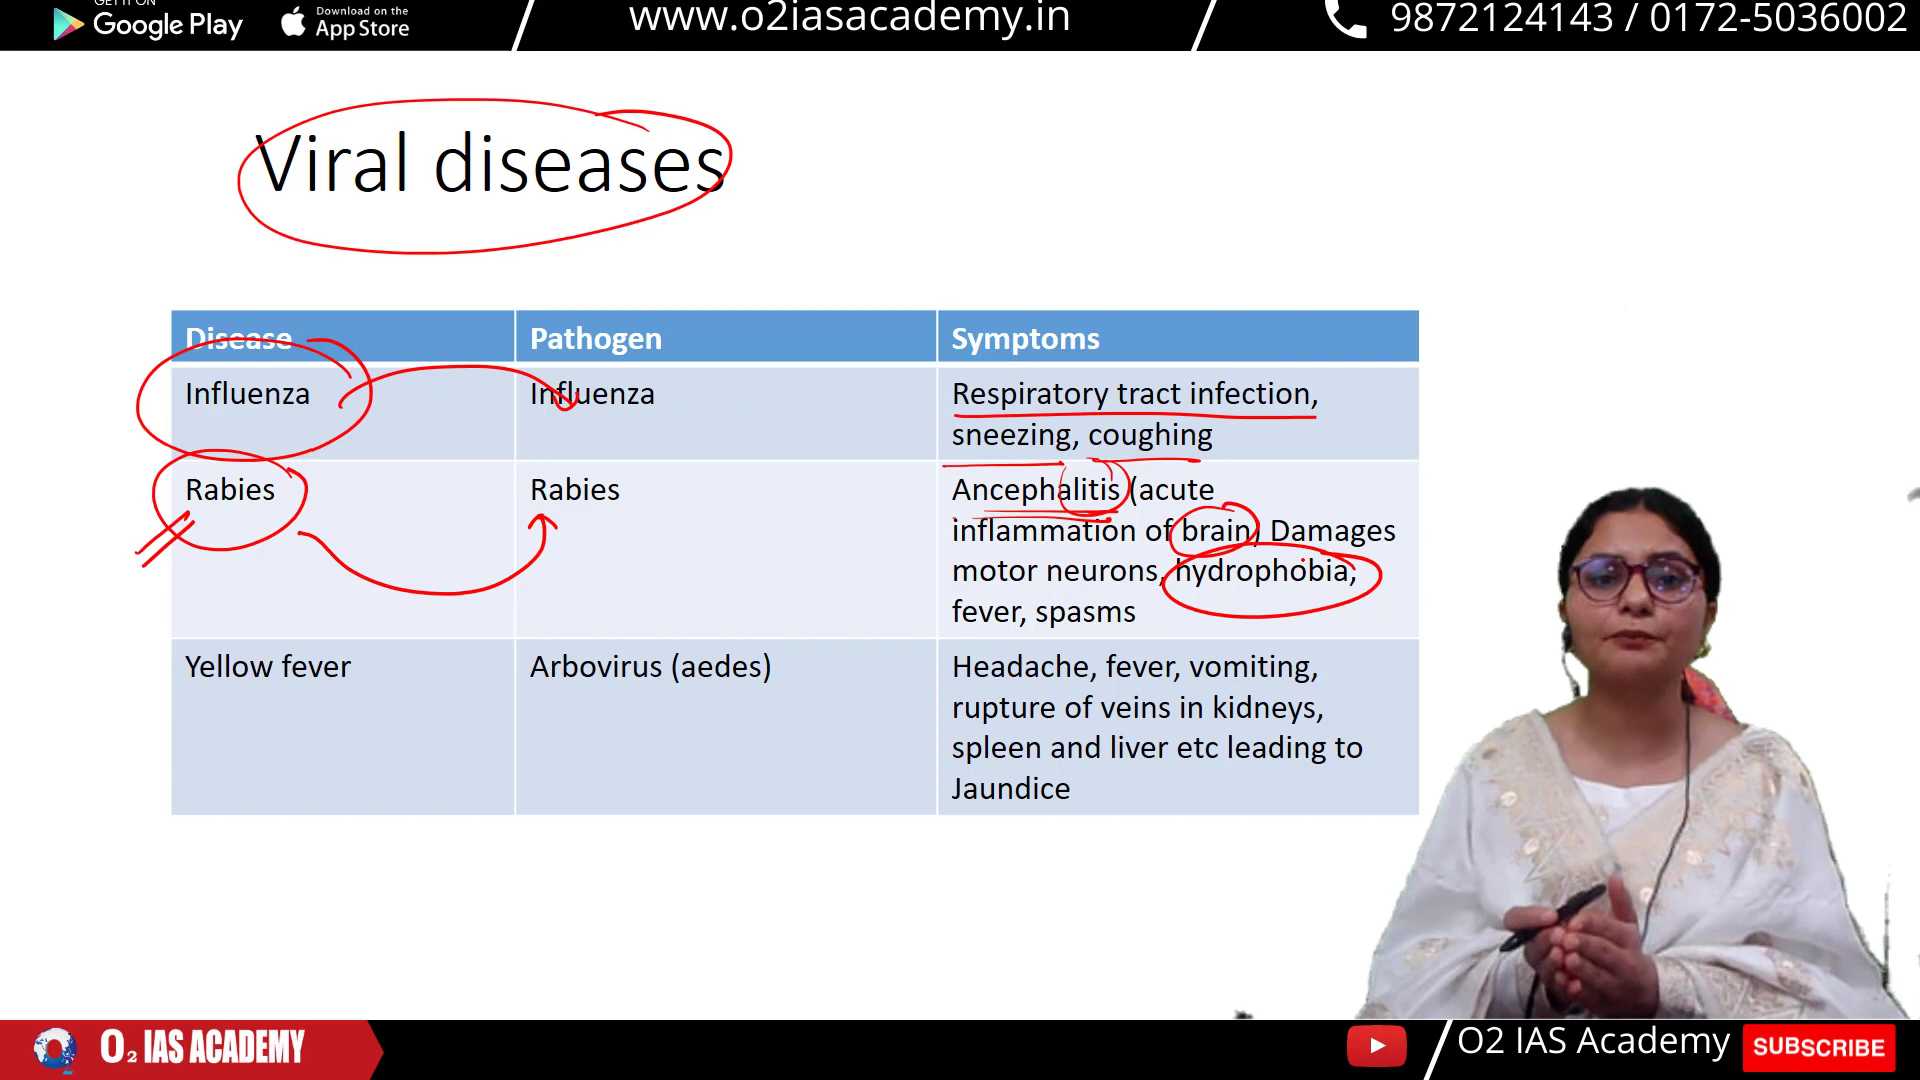 GET IT ON
Google Play
Download on the
App Store
www.o2iasacademy.in
9872124143 / 0172-5036002
Viral diseases
Disease
Pathogen
Symptoms
Influenza
Influenza
Respiratory tract infection,
sneezing, coughing
Rabies
Rabies
Ancephalitis (acute
inflammation of brain, Damages
motor neurons, hydrophobia,
fever, spasms
Yellow fever
Arbovirus (aedes)
Headache, fever, vomiting,
rupture of veins in kidneys,
spleen and liver etc leading to
Jaundice
O2 IAS ACADEMY
O2 IAS Academy
SUBSCRIBE